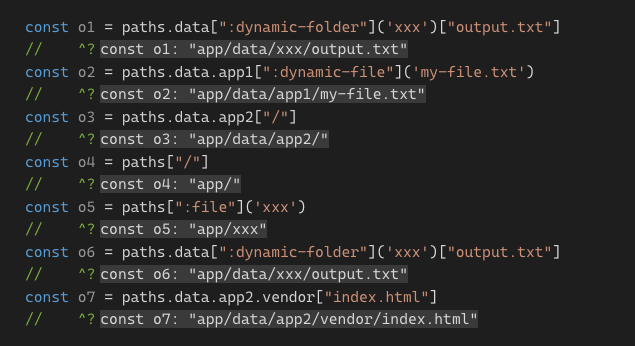 const o1 = paths.data[":dynamic-folder"]('xxx')["output.txt"]
//    ^? const o1: "app/data/xxx/output.txt"
const o2 = paths.data.app1[":dynamic-file"]('my-file.txt')
//    ^? const o2: "app/data/app1/my-file.txt"
const o3 = paths.data.app2["/"]
//    ^? const o3: "app/data/app2/"
const o4 = paths["/"]
//    ^? const o4: "app/"
const o5 = paths[":file"]('xxx')
//    ^? const o5: "app/xxx"
const o6 = paths.data[":dynamic-folder"]('xxx')["output.txt"]
//    ^? const o6: "app/data/xxx/output.txt"
const o7 = paths.data.app2.vendor["index.html"]
//    ^? const o7: "app/data/app2/vendor/index.html"